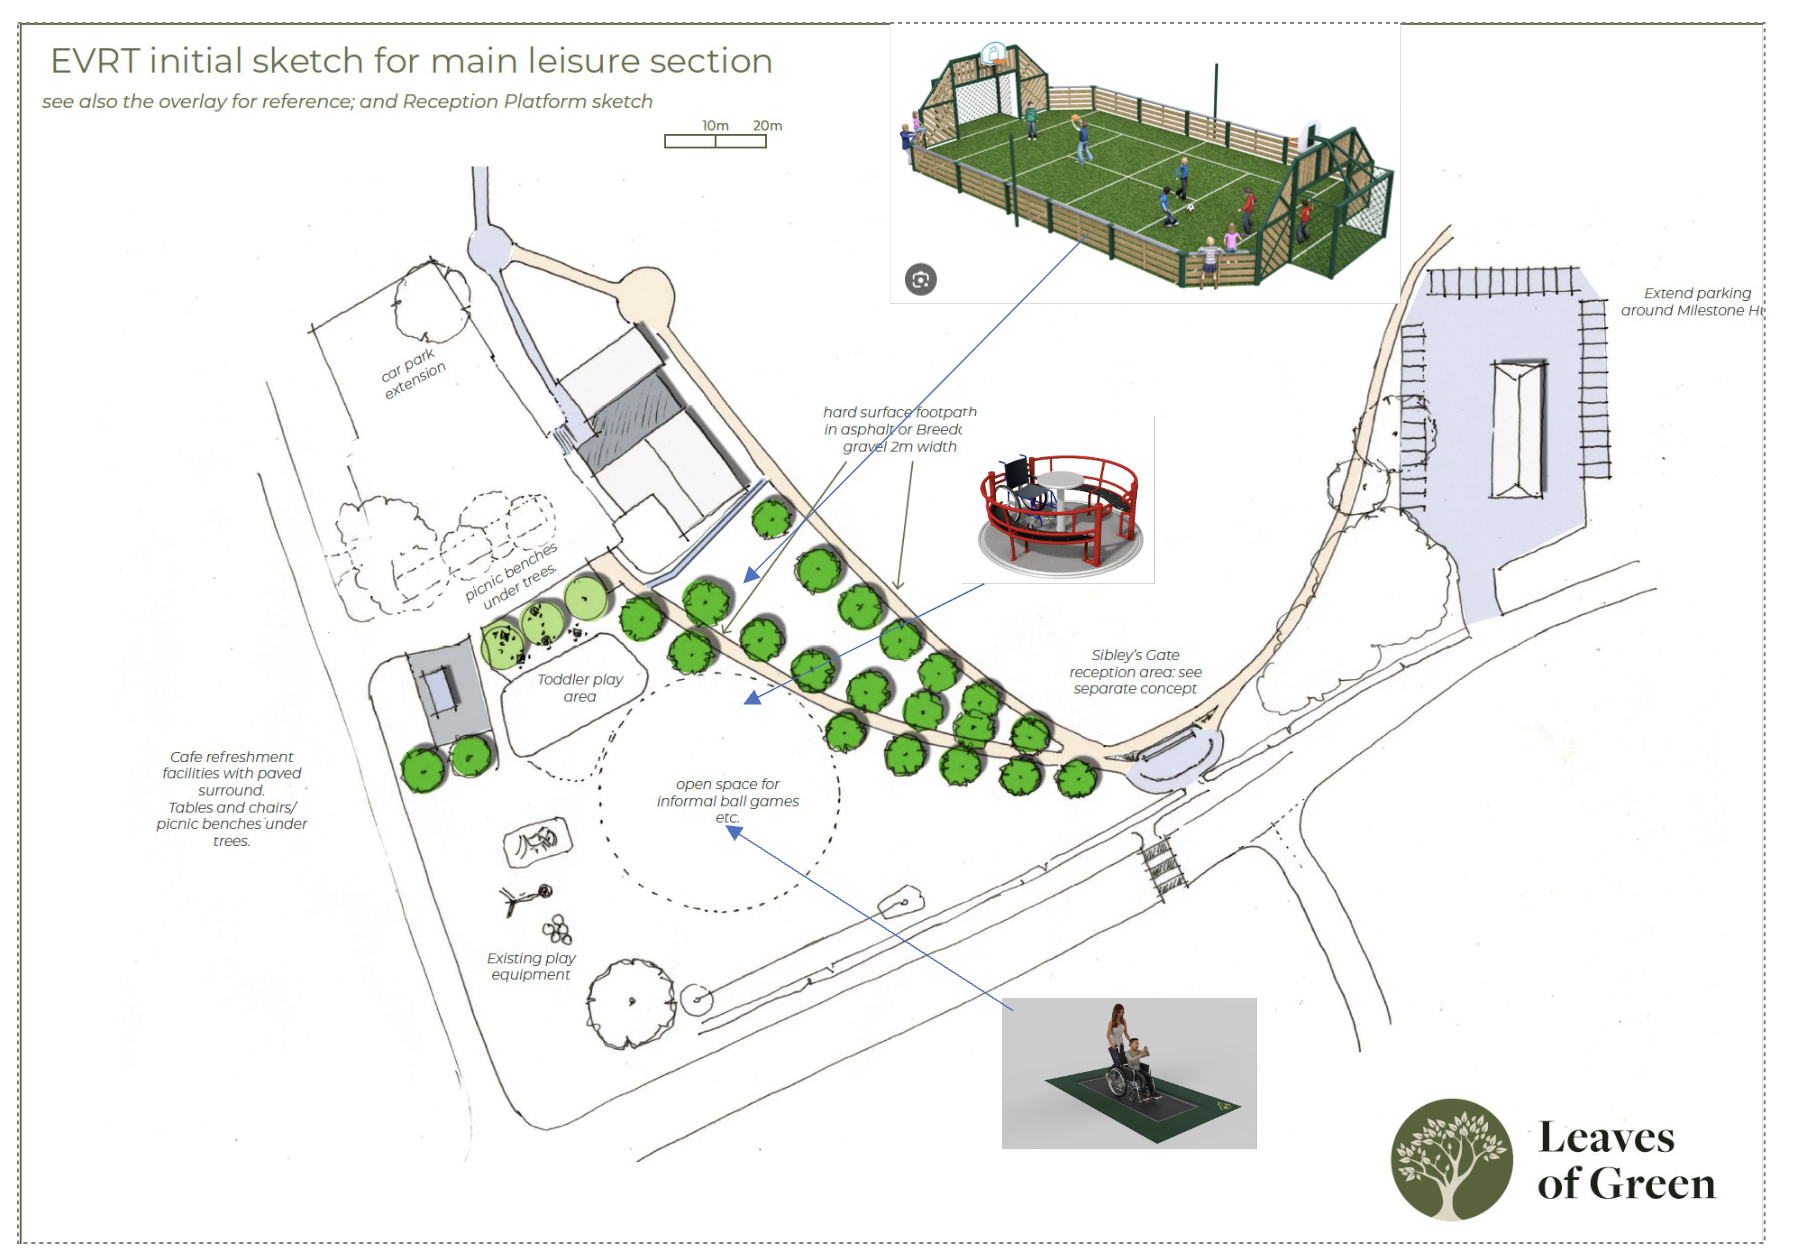 EVRT initial sketch for main leisure section
see also the overlay for reference; and Reception Platform sketch
10m 20m
Extend parking
around Milestone
car park
extension
hard surface footpath
in asphalt or
gravel 2m width
picnic benches
under trees.
Toddler play
area
Sibley's Gate
reception area: see
separate concept
Cafe refreshment
facilities with paved
surround.
Tables and chairs/
picnic benches under
trees.
open space for
informal ball games
etc.
Existing play
equipment
Leaves
of Green